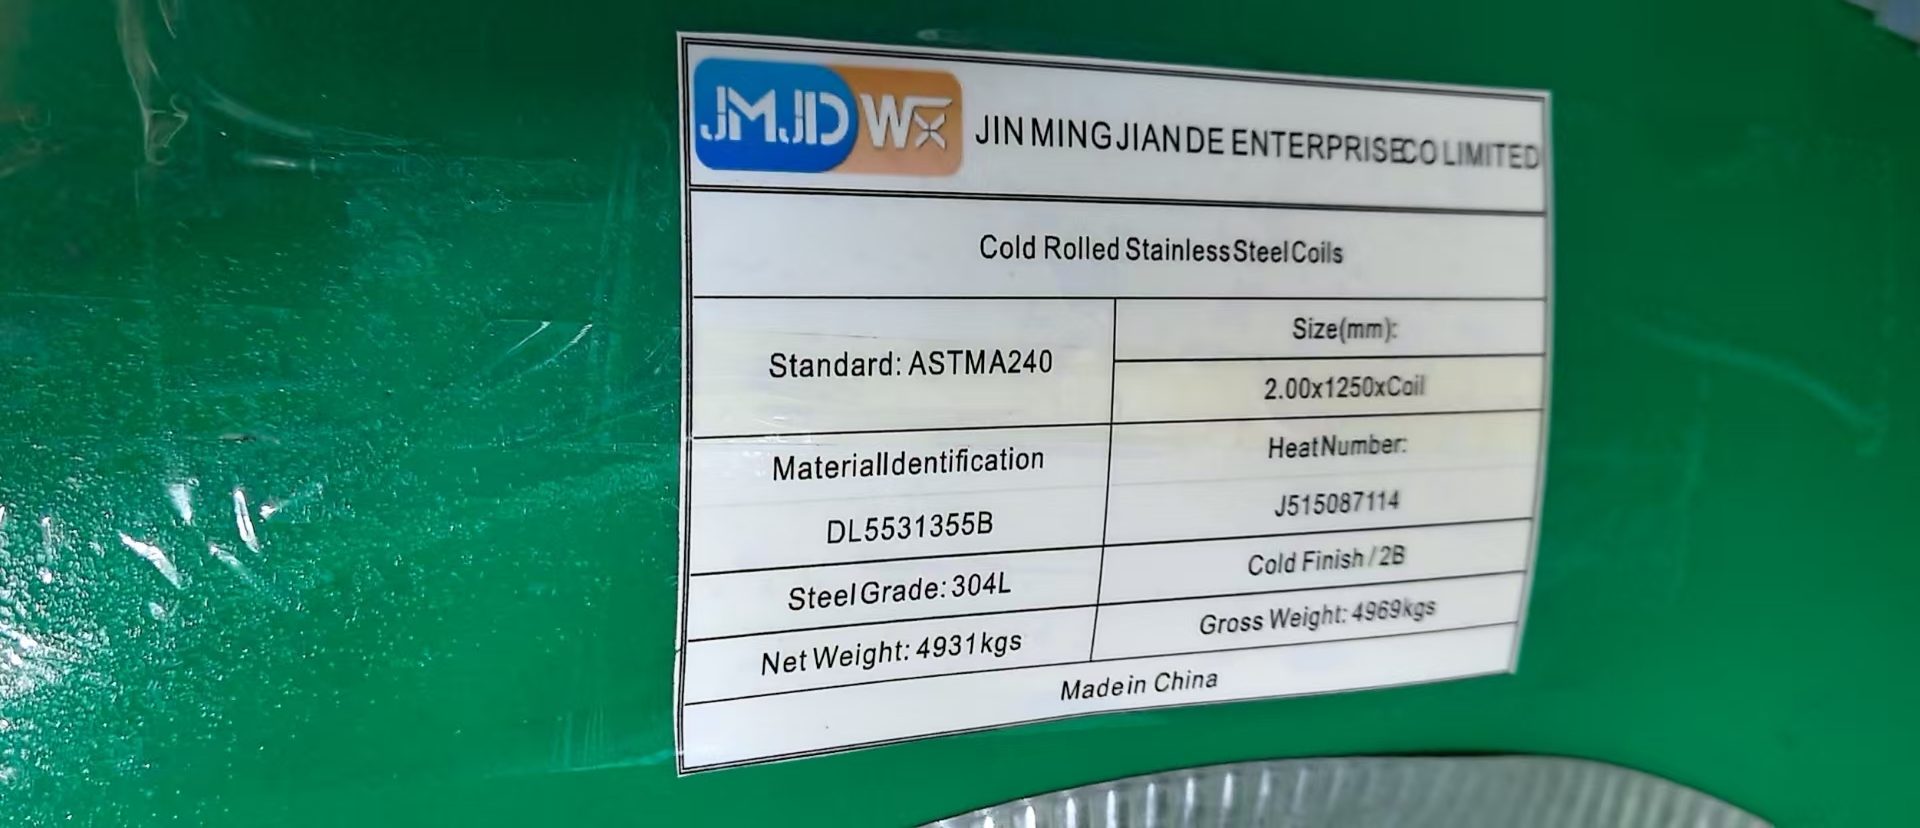 JMJD WX JIN MING JIAN DE ENTERPRISE CO LIMITED
Cold Rolled Stainless Steel Coils
Standard: ASTMA240
Size(mm):
2.00x1250xCoil
Material Identification
DL5531355B
Heat Number:
J515087114
Steel Grade: 304L
Cold Finish / 2B
Net Weight: 4931kgs
Gross Weight: 4969kgs
Made in China